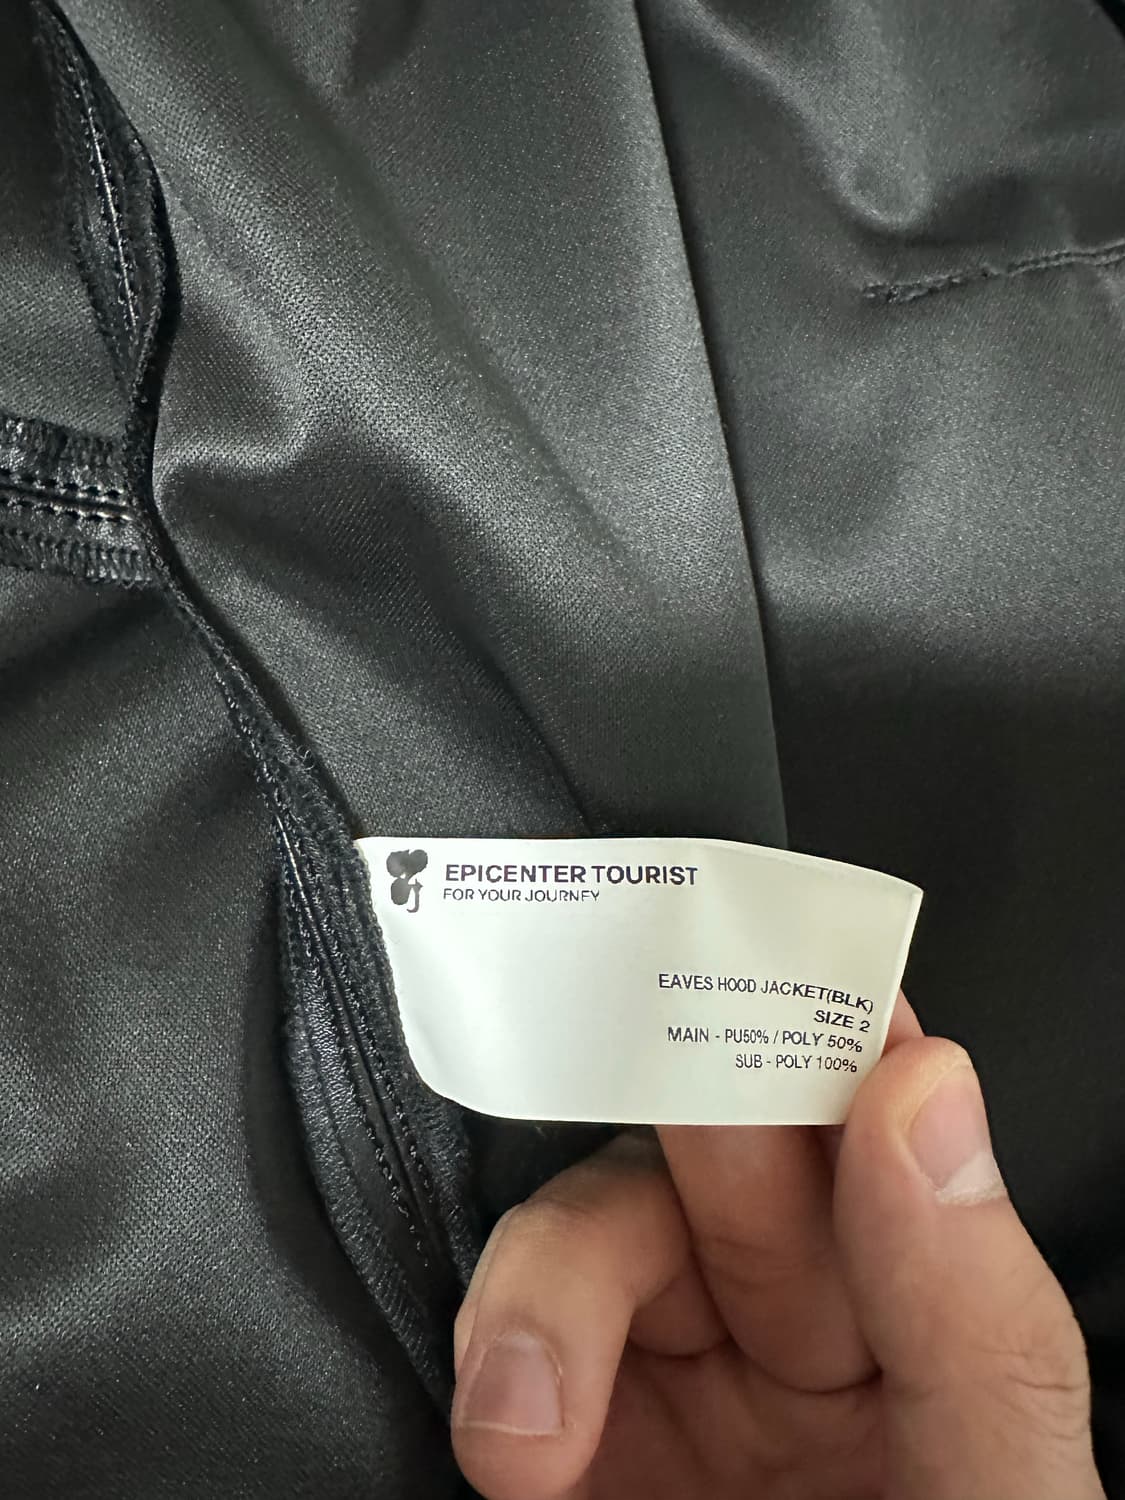 EPICENTER TOURIST
FOR YOUR JOURNEY
EAVES HOOD JACKET(BLK)
SIZE 2
MAIN - PU50% / POLY 50%
SUB - POLY 100%